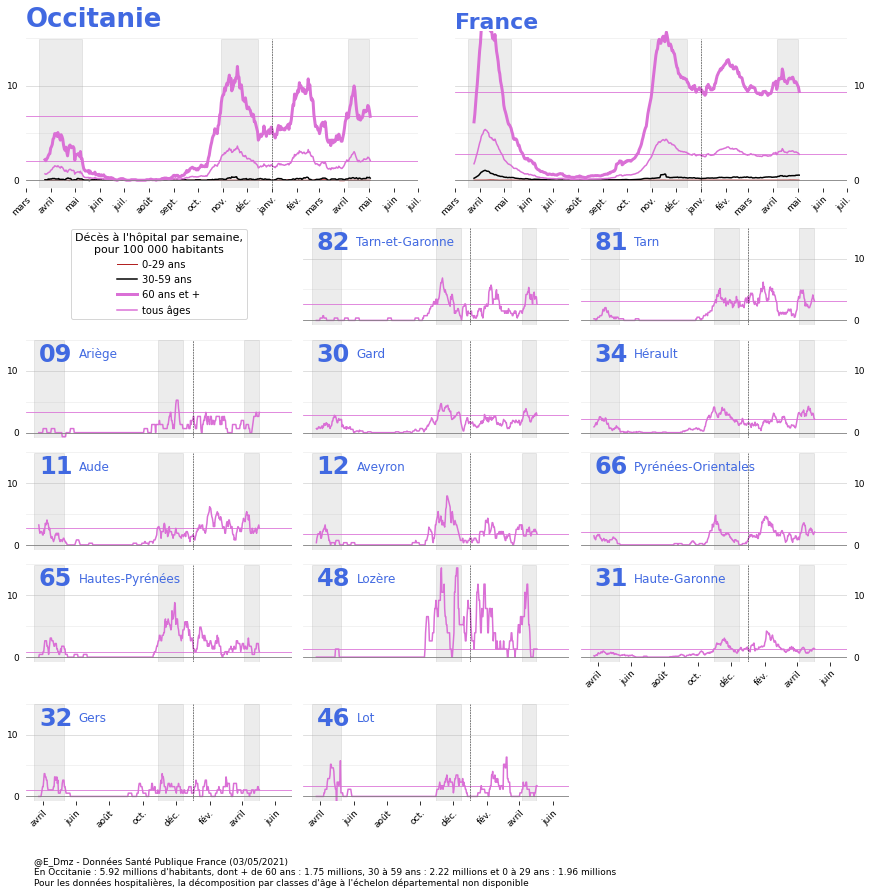 Occitanie
France
10
0
mars avril mai juin juil. août sept. oct. nov. déc. janv. fév. mars avril mai juin juil.
10
0
mars avril mai juin juil. août sept. oct. nov. déc. janv. fév. mars avril mai juin juil.
Décès à l'hôpital par semaine,
pour 100 000 habitants
0-29 ans
30-59 ans
60 ans et +
tous âges
82 Tarn-et-Garonne
81 Tarn
10
0
09 Ariège
30 Gard
34 Hérault
10
0
10
0
11 Aude
12 Aveyron
66 Pyrénées-Orientales
10
0
10
0
65 Hautes-Pyrénées
48 Lozère
31 Haute-Garonne
10
0
10
0
avril juin août oct. déc. fév. avril juin
32 Gers
46 Lot
10
0
avril juin août oct. déc. fév. avril juin
avril juin août oct. déc. fév. avril juin
@E_Dmz - Données Santé Publique France (03/05/2021)
En Occitanie : 5.92 millions d'habitants, dont + de 60 ans : 1.75 millions, 30 à 59 ans : 2.22 millions et 0 à 29 ans : 1.96 millions
Pour les données hospitalières, la décomposition par classes d'âge à l'échelon départemental non disponible